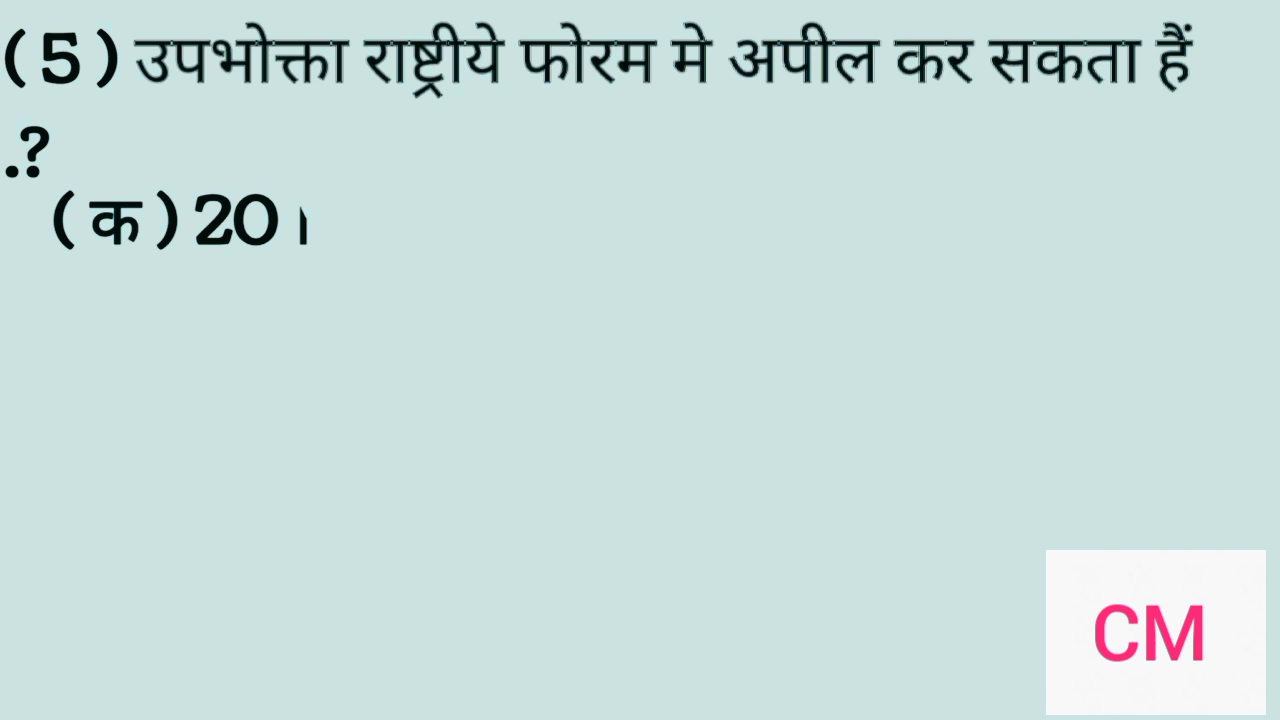 (5) उपभोक्ता राष्ट्रीये फोरम मे अपील कर सकता हैं
.?
(क) 20
CM